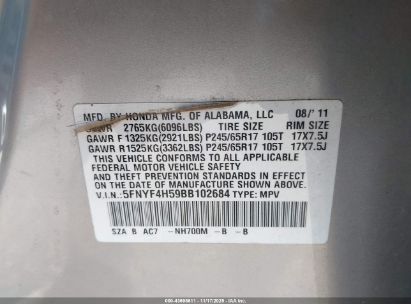 MFD. BY HONDA MFG. OF ALABAMA, LLC 08/'11
GVWR 2765KG(6096LBS) TIRE SIZE RIM SIZE
GAWR F 1325KG(2921LBS) P245/65R17 105T 17X7.5J
GAWR R1525KG(3362LBS) P245/65R17 105T 17X7.5J
THIS VEHICLE CONFORMS TO ALL APPLICABLE
FEDERAL MOTOR VEHICLE SAFETY
AND THEFT PREVENTION STANDARDS IN EFFECT
ON THE DATE OF MANUFACTURE SHOWN ABOVE.
V.I.N.: 5FNYF4H59BB102684 TYPE: MPV
SZA B AC7 -NH700M -B -B